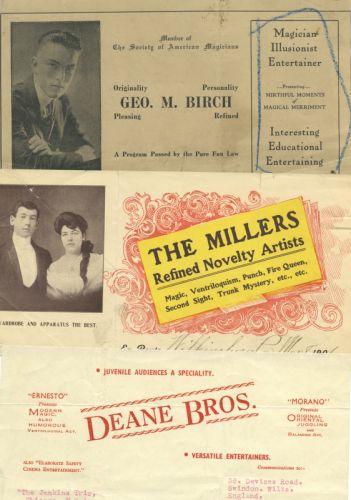 Member of
The Society of American Magicians
Originality Personality
GEO. M. BIRCH
Pleasing Refined
A Program Passed by the Pure Fun Law
Magician
Illusionist
Entertainer
Presenting
MIRTHFUL MOMENTS
of
MAGICAL MERRIMENT
Interesting
Educational
Entertaining
WARDROBE AND APPARATUS THE BEST.
THE MILLERS
Refined Novelty Artists
Magic, Ventriloquism, Punch, Fire Queen,
Second Sight, Trunk Mystery, etc., etc.
• JUVENILE AUDIENCES A SPECIALITY.
"ERNESTO"
Presents
MODERN
MAGIC.
ALSO
HUMOROUS
VENTRILOQUIAL ACT.
DEANE BROS.
"MORANO"
Presents
ORIGINAL
ORIENTAL
JUGGLING
AND
BALANCING ACT.
• VERSATILE ENTERTAINERS.
ALSO "ELABORATE SAFETY
CINEMA ENTERTAINMENT."
Communications to:—
"The Jenkins Trio,
38, Devizes Road,
Swindon, Wilts.
England.